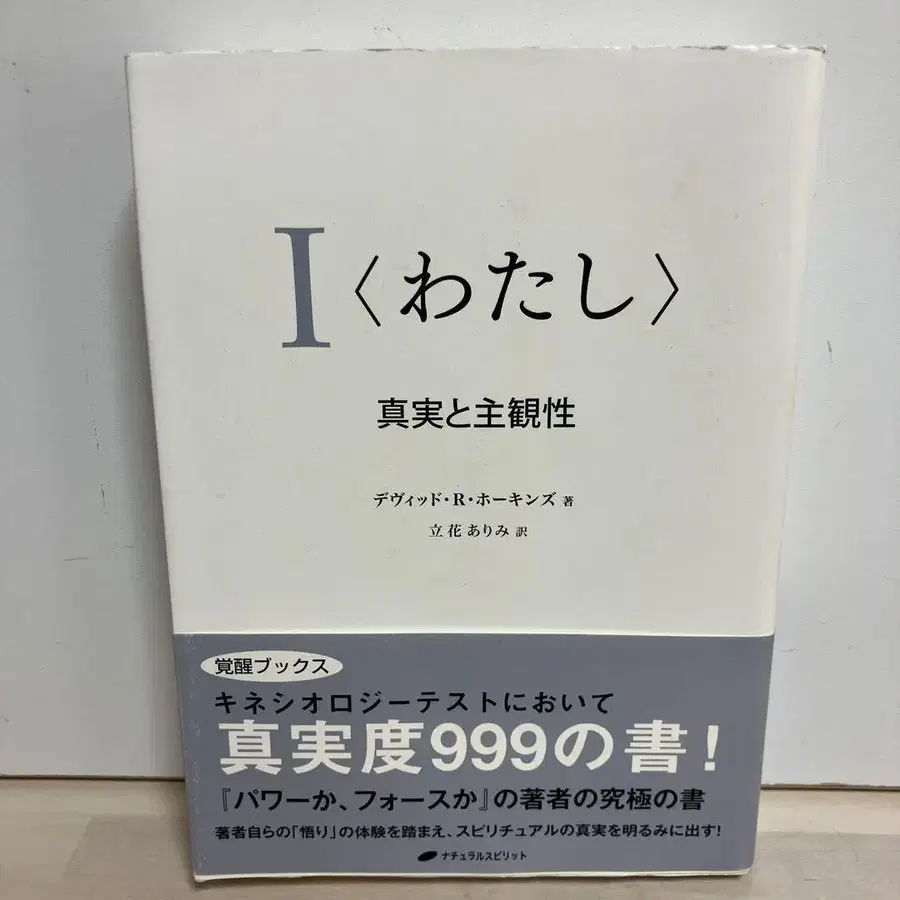 I〈わたし〉
真実と主観性
デヴィッド・R・ホーキンズ 著
立花ありみ 訳
覚醒ブックス
キネシオロジーテストにおいて
真実度999の書!
『パワーか、フォースか』の著者の究極の書
著者自らの「悟り」の体験を踏まえ、スピリチュアルの真実を明るみに出す!
ナチュラルスピリット